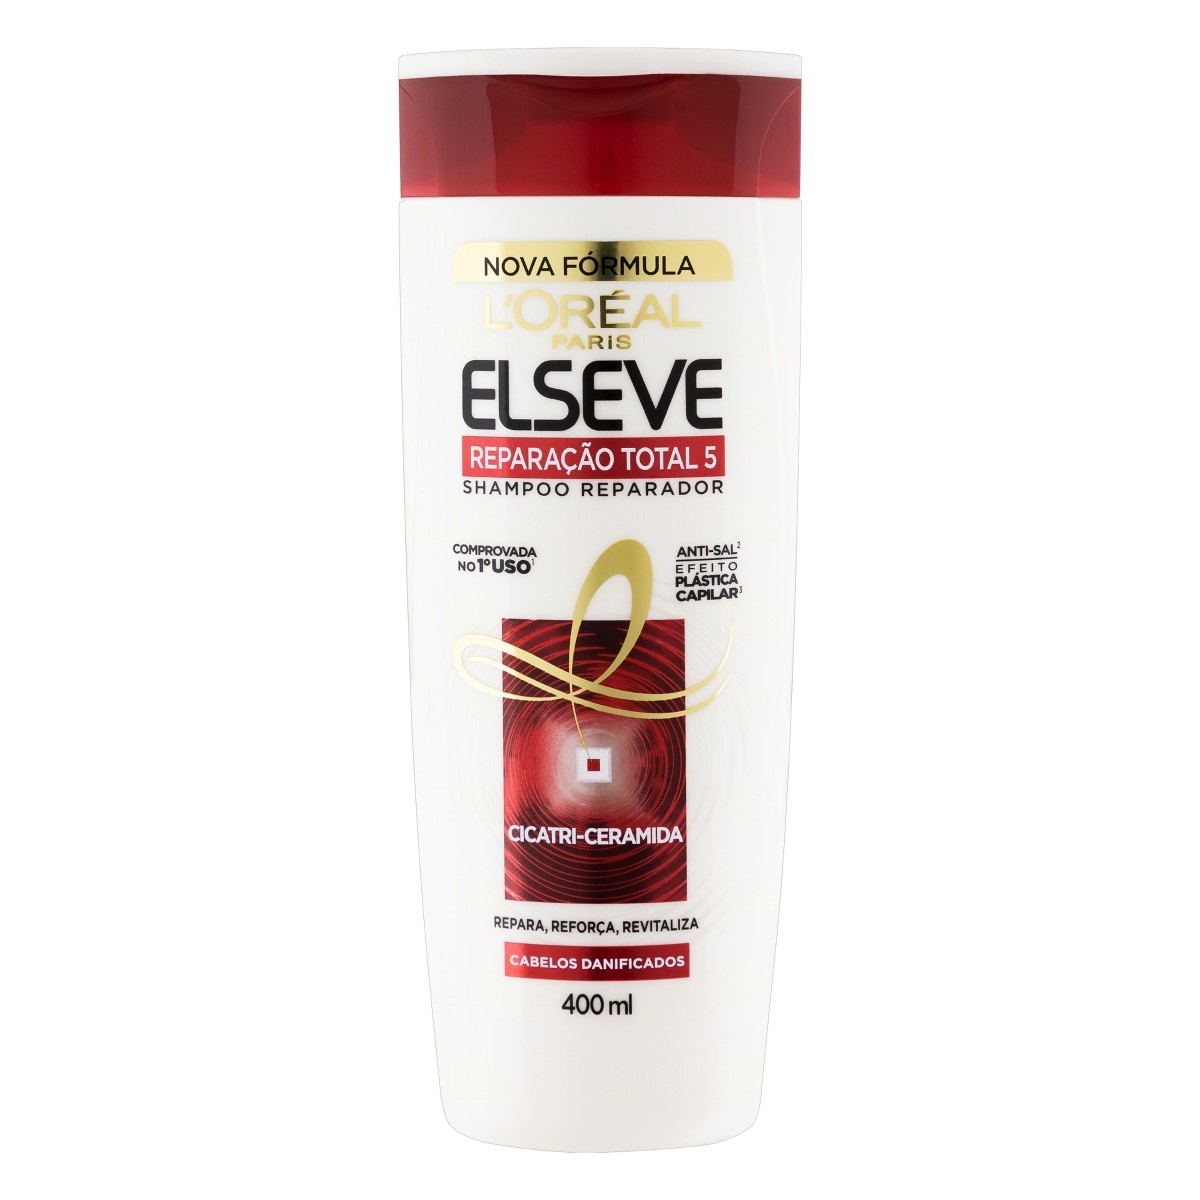 NOVA FÓRMULA
L'ORÉAL
PARiS
ELSEVE
REPARAÇÃO TOTAL 5
SHAMPOO REPARADOR
COMPROVADA
NO 1º USO¹
ANTI-SAL²
EFEITO
PLÁSTICA
CAPILAR³
CICATRI-CERAMIDA
REPARA, REFORÇA, REVITALIZA
CABELOS DANIFICADOS
400 ml